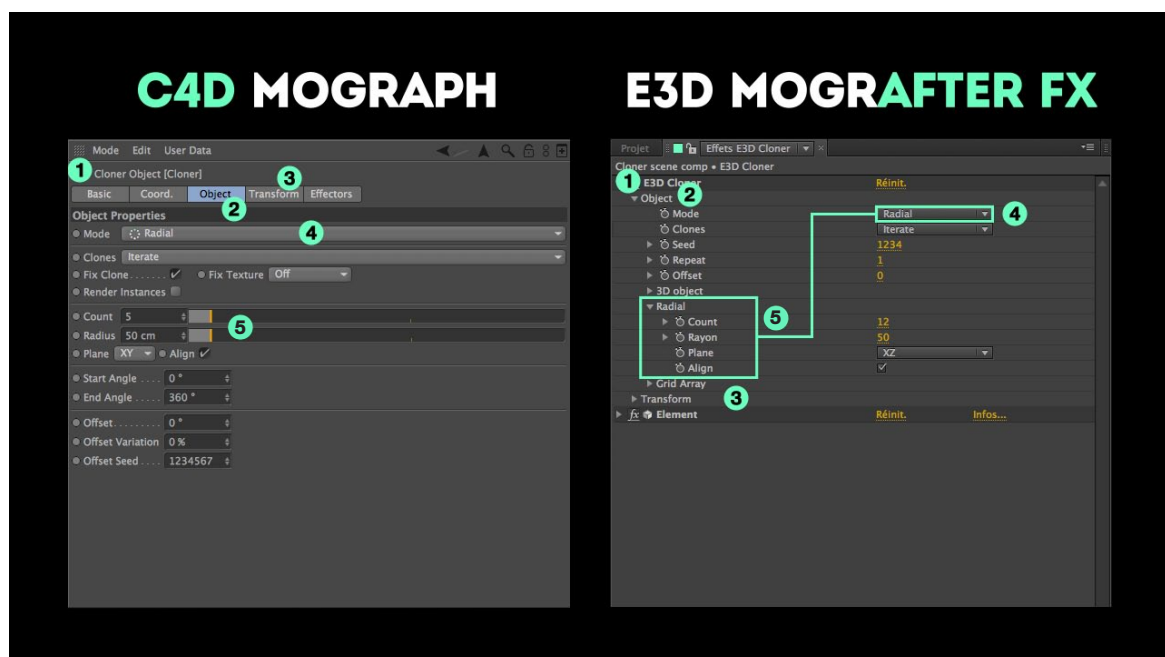 C4D MOGRAPH
Mode Edit User Data
1 Cloner Object [Cloner]
3
Basic Coord. Object Transform Effectors
2
Object Properties
Mode Radial 4
Clones Iterate
Fix Clone....... Fix Texture Off
Render Instances
Count 5
5
Radius 50 cm
Plane XY Align
Start Angle .... 0 °
End Angle ..... 360 °
Offset......... 0 °
Offset Variation 0 %
Offset Seed .... 1234567
E3D MOGRAFTER FX
Projet Effets E3D Cloner
Cloner scene comp • E3D Cloner
1 E3D Cloner Réinit.
Object 2
Mode Radial 4
Clones Iterate
Seed 1234
Repeat 1
Offset 0
3D object
Radial
Count 5 12
Rayon 50
Plane XZ
Align
Grid Array
Transform 3
fx Element Réinit. Infos...